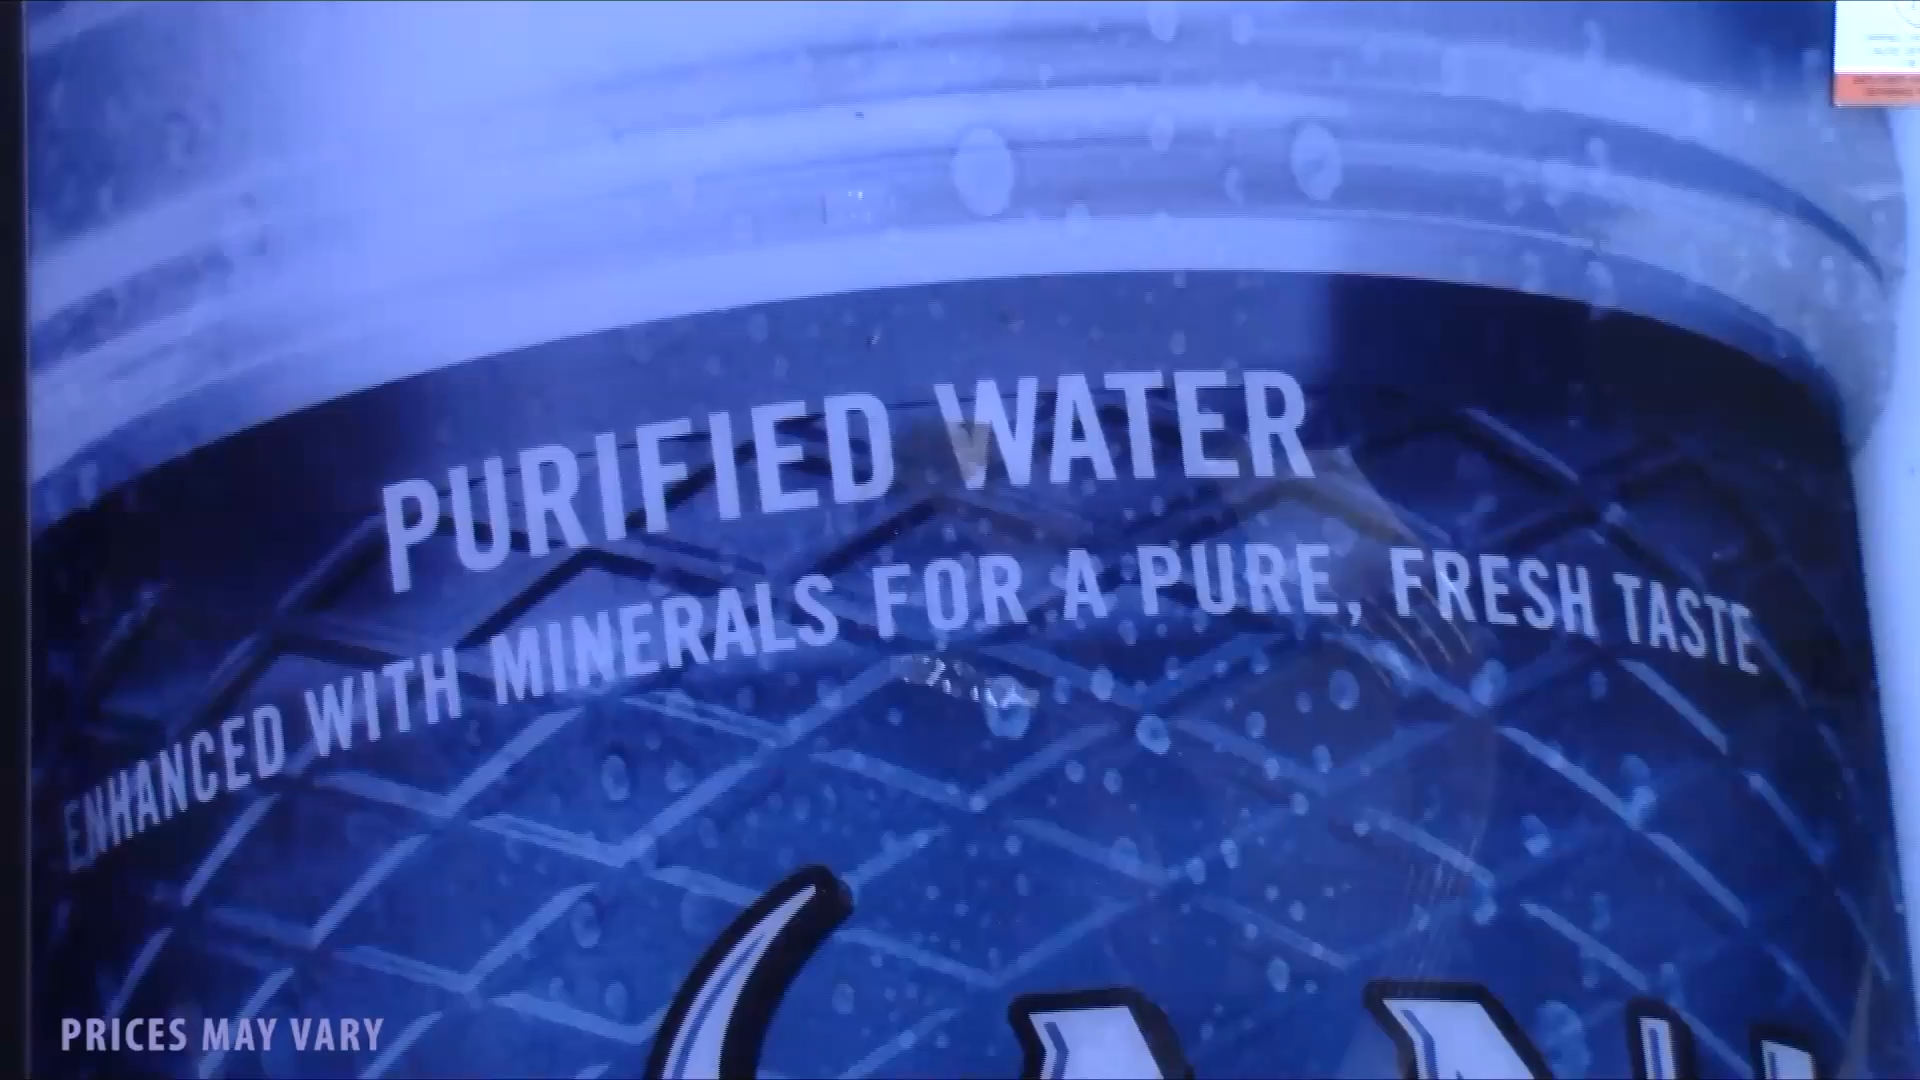 PURIFIED WATER
ENHANCED WITH MINERALS FOR A PURE, FRESH TASTE
PRICES MAY VARY